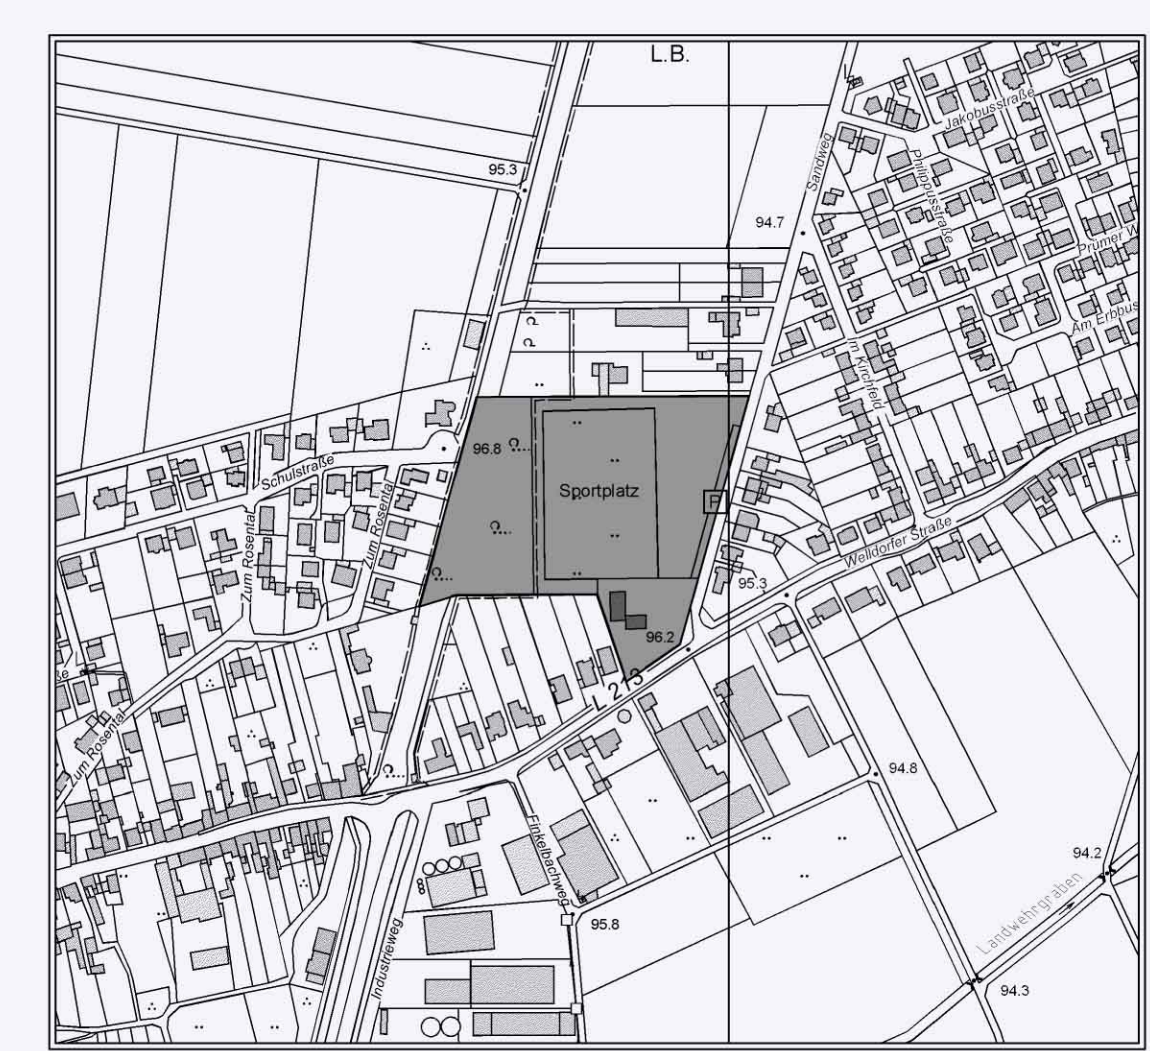 L.B.
Jakobusstraße
Sandweg
Philippusstraße
95.3
94.7
Prümer W
Am Erbbus
Im Kirchfeld
96.8
Schulstraße
Sportplatz
P
Zum Rosental
Zum Rosental
Welldorfer Straße
95.3
96.2
L 213
ße
Zum Rosental
94.8
Finkelbachweg
94.2
Landwehrgraben
95.8
Industrieweg
94.3